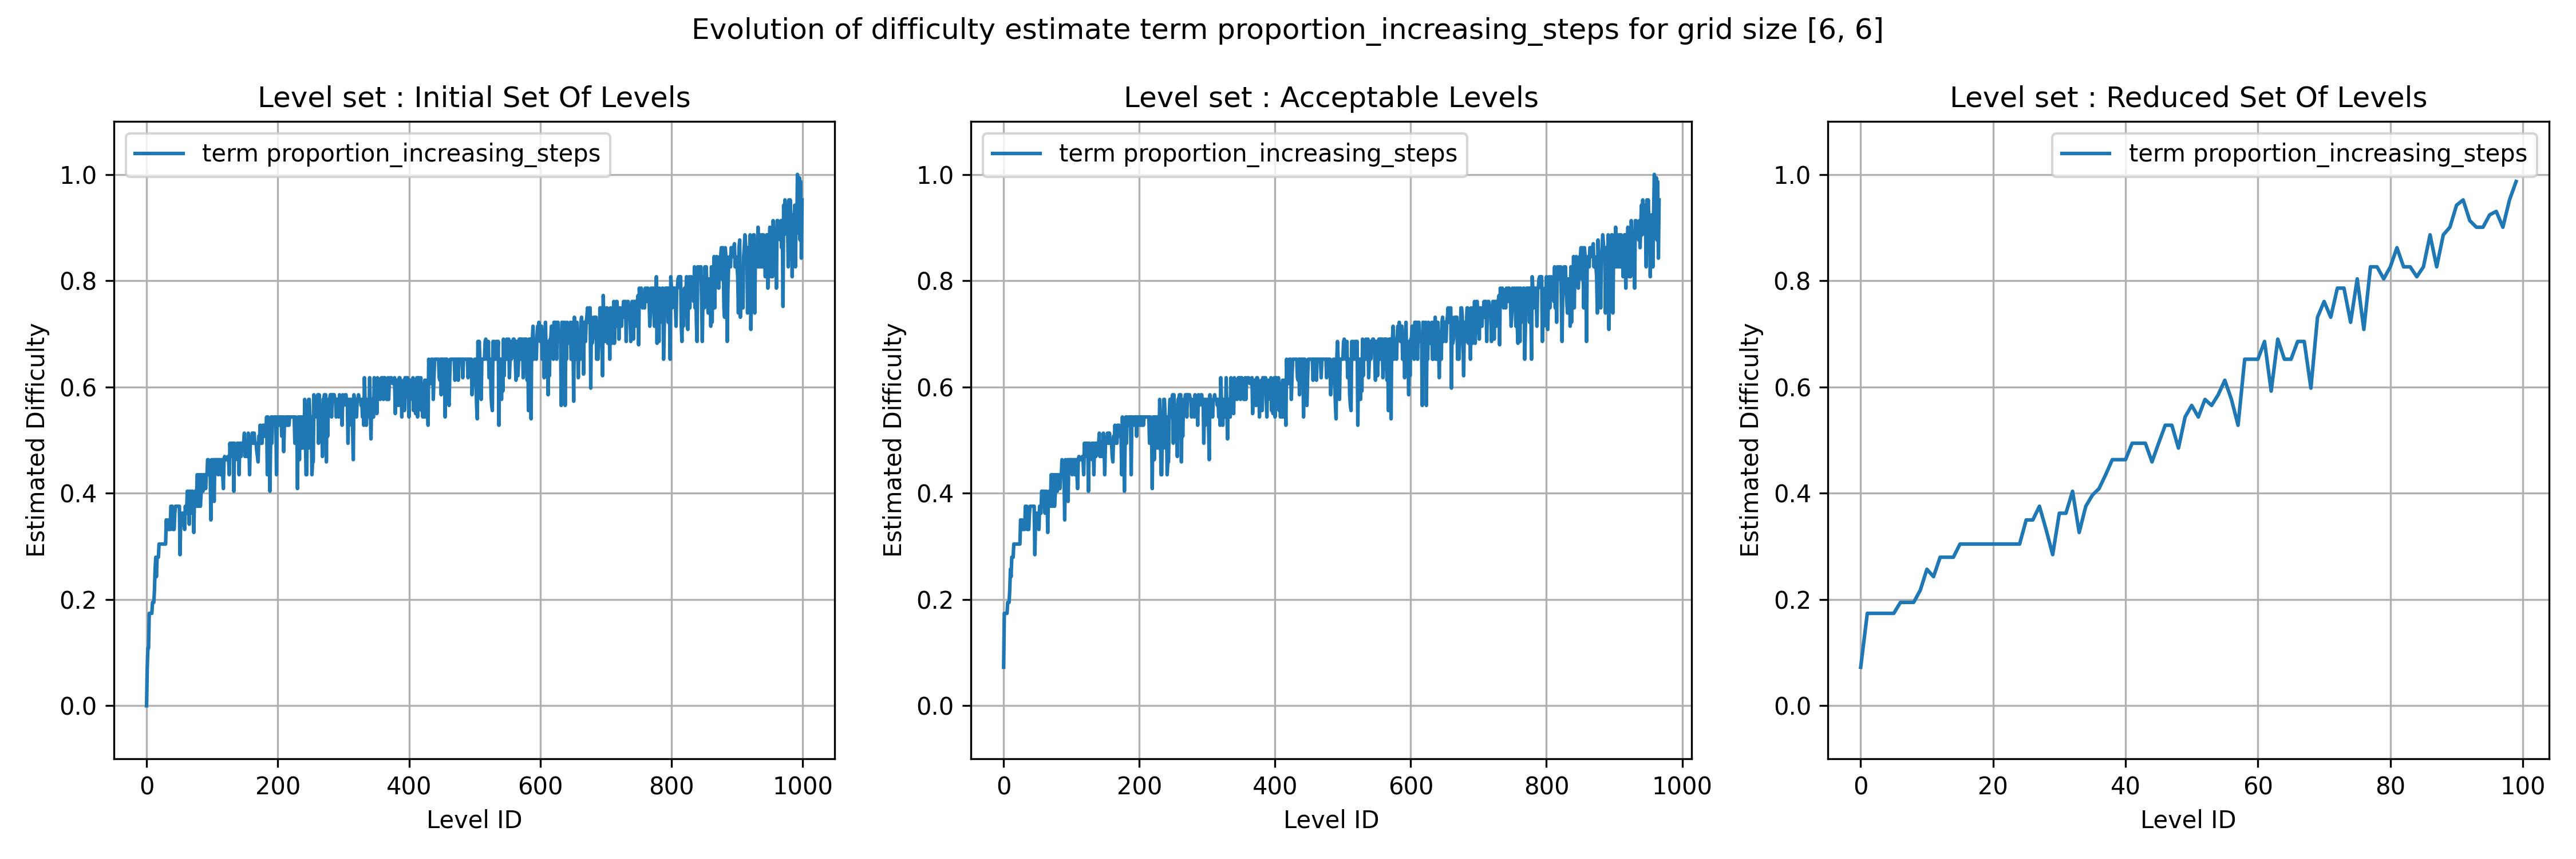 Evolution of difficulty estimate term proportion_increasing_steps for grid size [6, 6]
Level set : Initial Set Of Levels
term proportion_increasing_steps
Estimated Difficulty
1.0
0.8
0.6
0.4
0.2
0.0
0 200 400 600 800 1000
Level ID
Level set : Acceptable Levels
term proportion_increasing_steps
Estimated Difficulty
1.0
0.8
0.6
0.4
0.2
0.0
0 200 400 600 800 1000
Level ID
Level set : Reduced Set Of Levels
term proportion_increasing_steps
Estimated Difficulty
1.0
0.8
0.6
0.4
0.2
0.0
0 20 40 60 80 100
Level ID